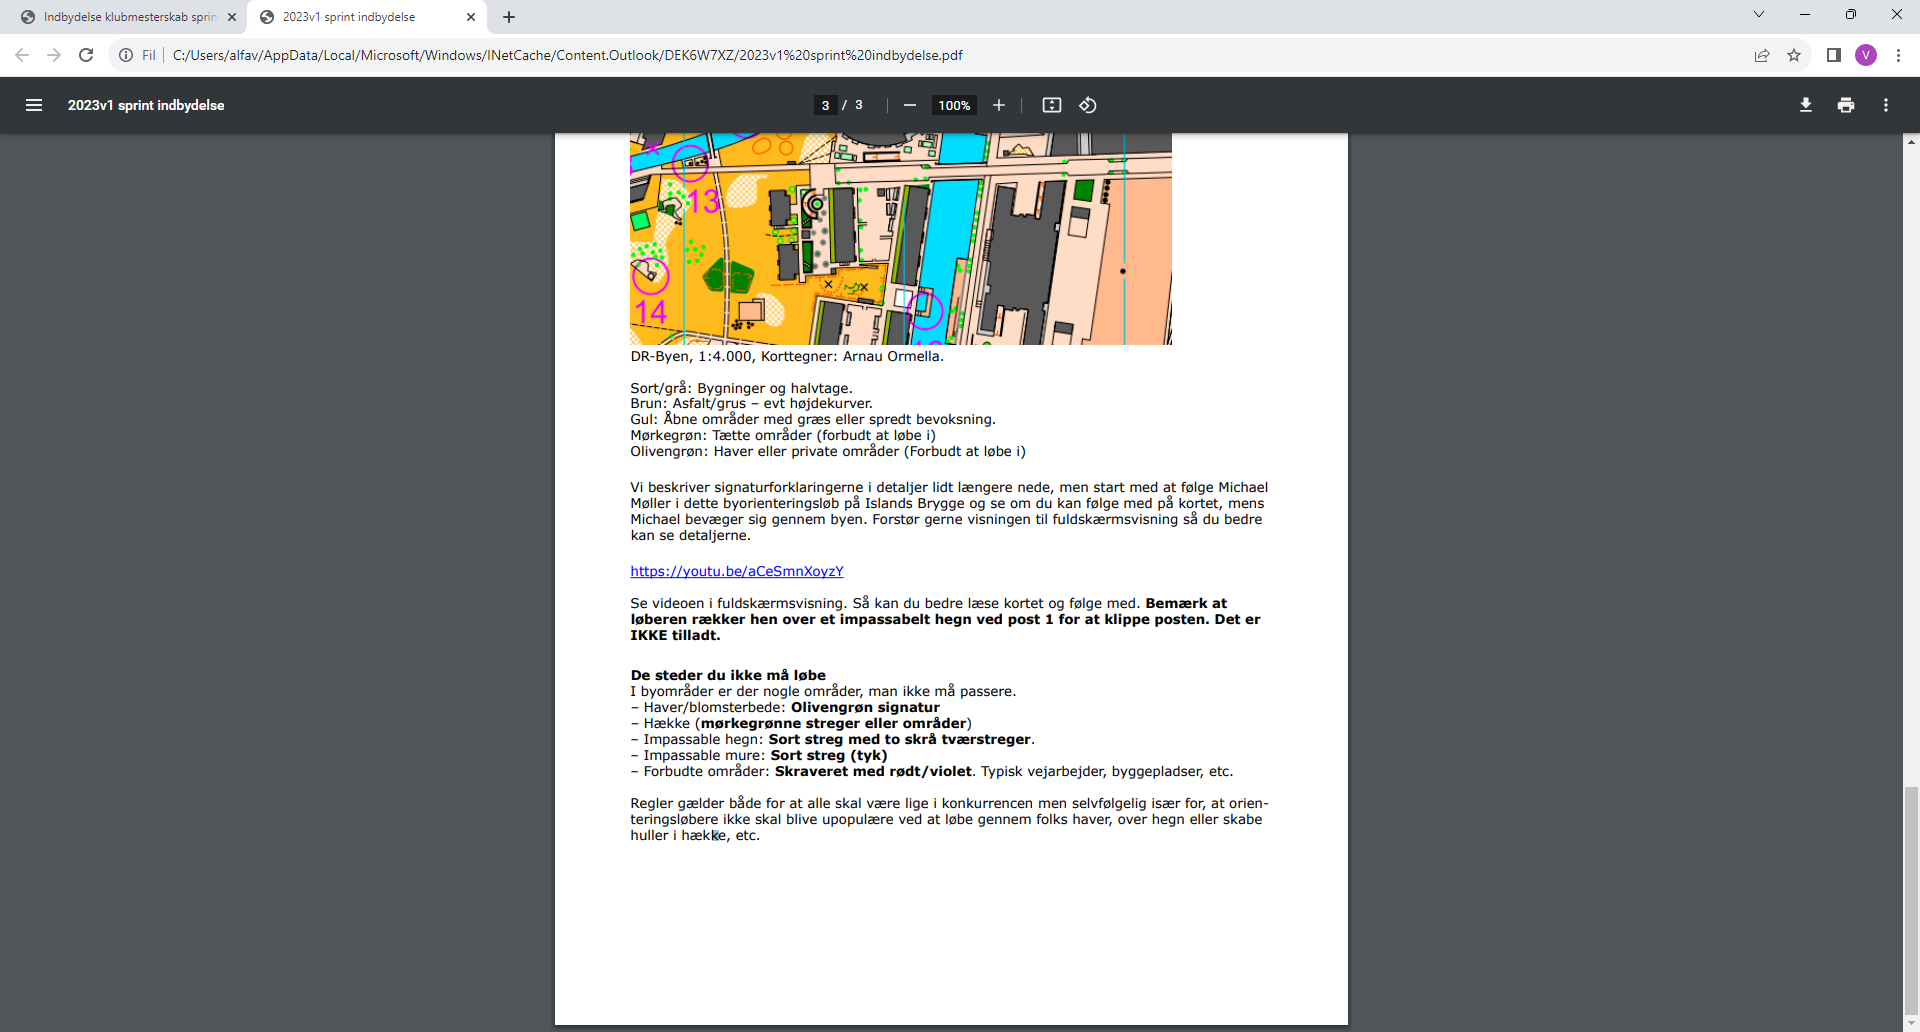 Indbydelse klubmesterskab sprin
2023v1 sprint indbydelse
Fil
C:/Users/alfav/AppData/Local/Microsoft/Windows/INetCache/Content.Outlook/DEK6W7XZ/2023v1%20sprint%20indbydelse.pdf
V
2023v1 sprint indbydelse
3 / 3
100%
13
14
DR-Byen, 1:4.000, Korttegner: Arnau Ormella.
Sort/grå: Bygninger og halvtage.
Brun: Asfalt/grus – evt højdekurver.
Gul: Åbne områder med græs eller spredt bevoksning.
Mørkegrøn: Tætte områder (forbudt at løbe i)
Olivengrøn: Haver eller private områder (Forbudt at løbe i)
Vi beskriver signaturforklaringerne i detaljer lidt længere nede, men start med at følge Michael
Møller i dette byorienteringsløb på Islands Brygge og se om du kan følge med på kortet, mens
Michael bevæger sig gennem byen. Forstør gerne visningen til fuldskærmsvisning så du bedre
kan se detaljerne.
https://youtu.be/aCeSmnXoyzY
Se videoen i fuldskærmsvisning. Så kan du bedre læse kortet og følge med. Bemærk at
løberen rækker hen over et impassabelt hegn ved post 1 for at klippe posten. Det er
IKKE tilladt.
De steder du ikke må løbe
I byområder er der nogle områder, man ikke må passere.
– Haver/blomsterbede: Olivengrøn signatur
– Hække (mørkegrønne streger eller områder)
– Impassable hegn: Sort streg med to skrå tværstreger.
– Impassable mure: Sort streg (tyk)
– Forbudte områder: Skraveret med rødt/violet. Typisk vejarbejder, byggepladser, etc.
Regler gælder både for at alle skal være lige i konkurrencen men selvfølgelig især for, at orien-
teringsløbere ikke skal blive upopulære ved at løbe gennem folks haver, over hegn eller skabe
huller i hække, etc.